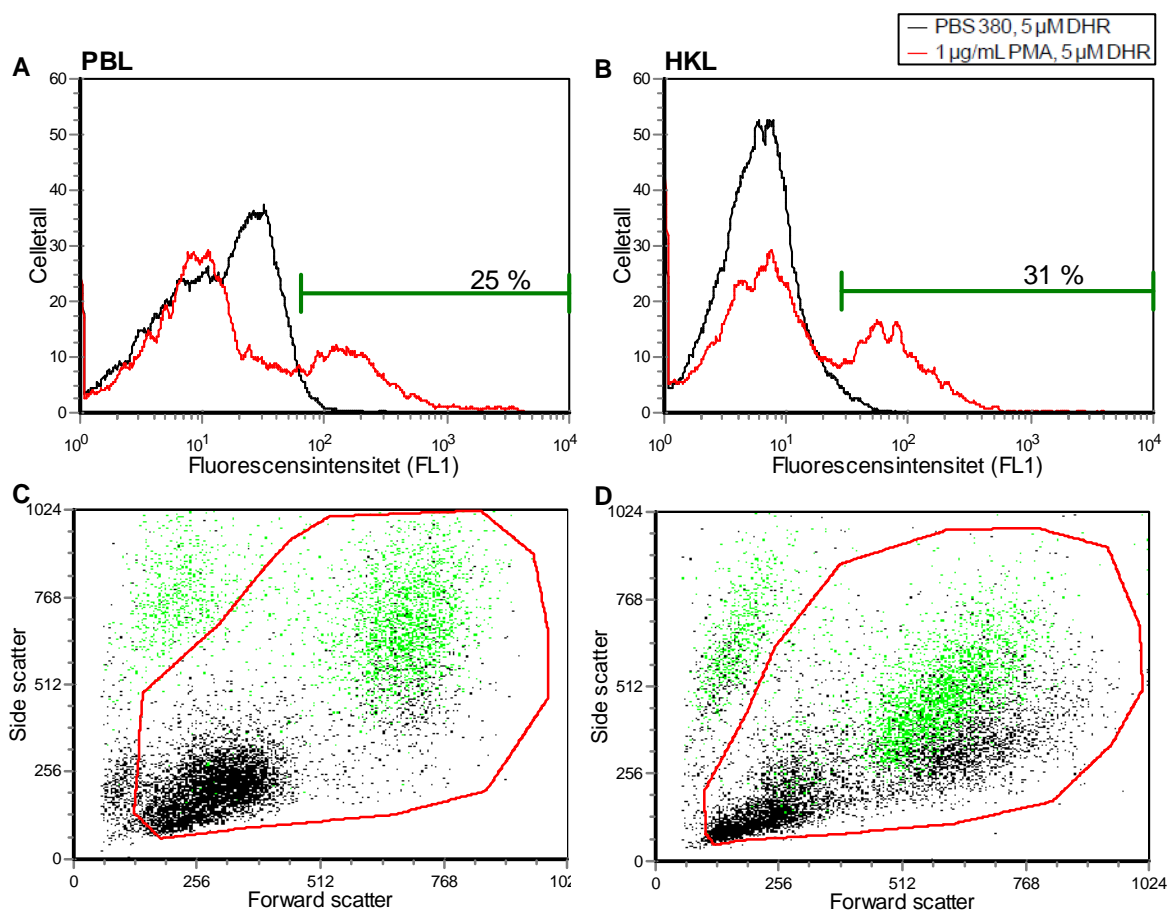 PBS 380, 5 µM DHR
1 µg/mL PMA, 5 µM DHR
A PBL
60
50
40
30
20
10
0
Celletall
25 %
10⁰ 10¹ 10² 10³ 10⁴
Fluorescensintensitet (FL1)
B HKL
60
50
40
30
20
10
0
Celletall
31 %
10⁰ 10¹ 10² 10³ 10⁴
Fluorescensintensitet (FL1)
C
1024
768
512
256
0
Side scatter
0 256 512 768 102
Forward scatter
D
1024
768
512
256
0
Side scatter
0 256 512 768 1024
Forward scatter